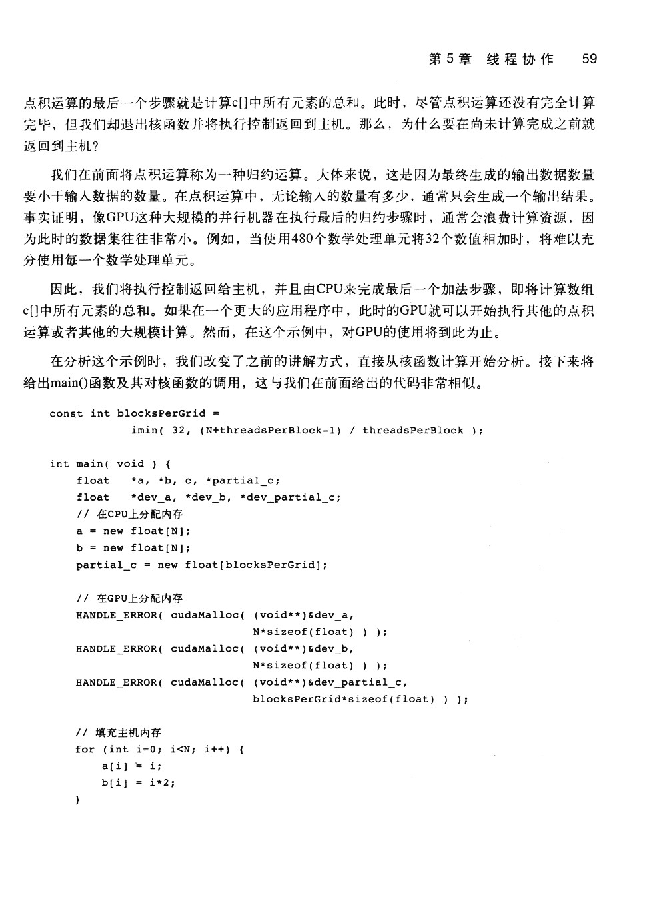 第5章 线程协作 59
点积运算的最后一个步骤就是计算c[]中所有元素的总和。此时，尽管点积运算还没有完全计算
完毕，但我们却退出核函数并将执行控制返回到主机。那么，为什么要在尚未计算完成之前就
返回到主机?
我们在前面将点积运算称为一种归约运算。大体来说，这是因为最终生成的输出数据数量
要小于输入数据的数量。在点积运算中，无论输入的数量有多少，通常只会生成一个输出结果。
事实证明，像GPU这种大规模的并行机器在执行最后的归约步骤时，通常会浪费计算资源，因
为此时的数据集往往非常小。例如，当使用480个数学处理单元将32个数值相加时，将难以充
分使用每一个数学处理单元。
因此，我们将执行控制返回给主机，并且由CPU来完成最后一个加法步骤，即将计算数组
c[]中所有元素的总和。如果在一个更大的应用程序中，此时的GPU就可以开始执行其他的点积
运算或者其他的大规模计算。然而，在这个示例中，对GPU的使用将到此为止。
在分析这个示例时，我们改变了之前的讲解方式，直接从核函数计算开始分析。接下来将
给出main()函数及其对核函数的调用，这与我们在前面给出的代码非常相似。
const int blocksPerGrid =
imin( 32, (N+threadsPerBlock-1) / threadsPerBlock );
int main( void ) {
float *a, *b, c, *partial_c;
float *dev_a, *dev_b, *dev_partial_c;
// 在CPU上分配内存
a = new float[N];
b = new float[N];
partial_c = new float[blocksPerGrid];
// 在GPU上分配内存
HANDLE_ERROR( cudaMalloc( (void**)&dev_a,
N*sizeof(float) ) );
HANDLE_ERROR( cudaMalloc( (void**)&dev_b,
N*sizeof(float) ) );
HANDLE_ERROR( cudaMalloc( (void**)&dev_partial_c,
blocksPerGrid*sizeof(float) ) );
// 填充主机内存
for (int i=0; i<N; i++) {
a[i] = i;
b[i] = i*2;
}